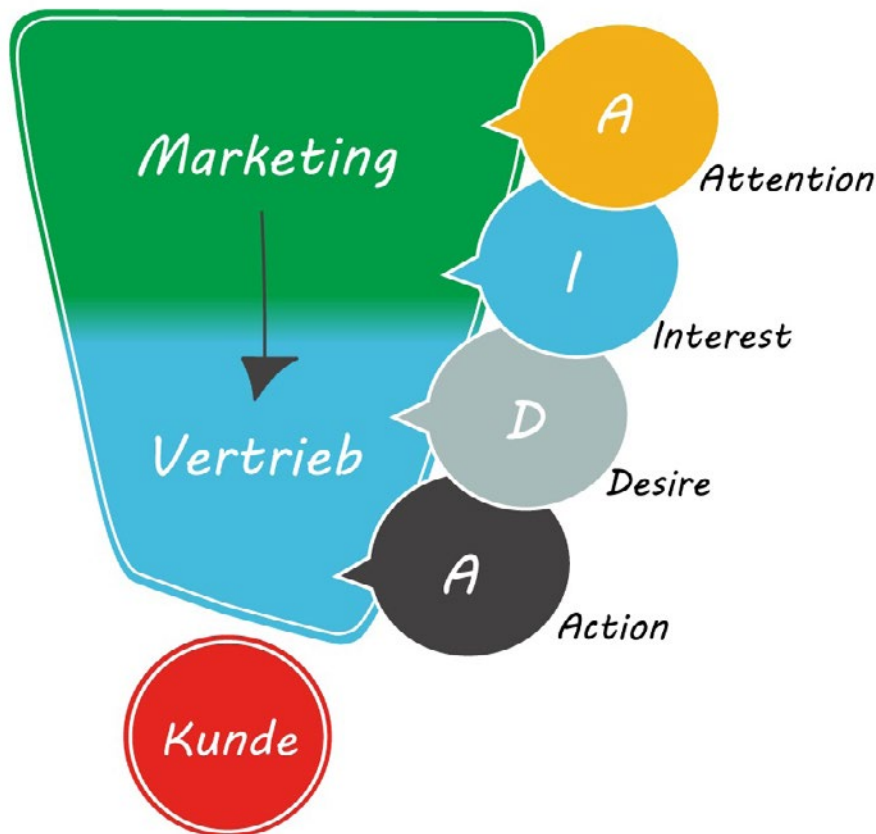 Marketing
A
Attention
I
Interest
Vertrieb
D
Desire
A
Action
Kunde